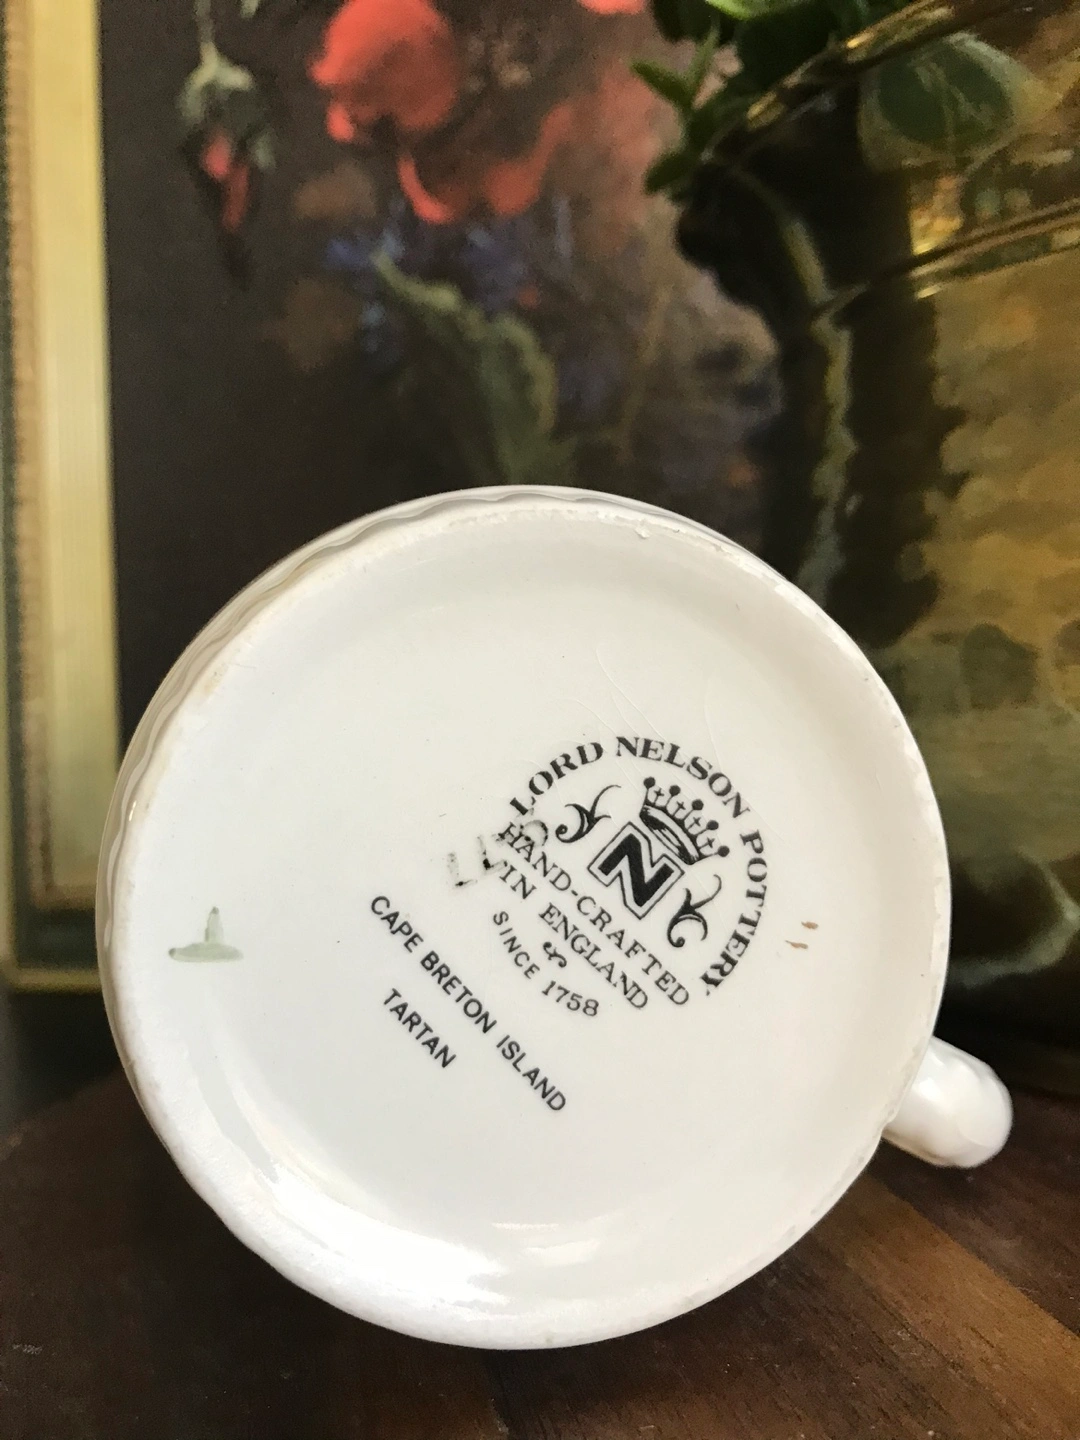 LORD NELSON POTTERY
N
HAND-CRAFTED
IN ENGLAND
&
SINCE 1758
CAPE BRETON ISLAND
TARTAN